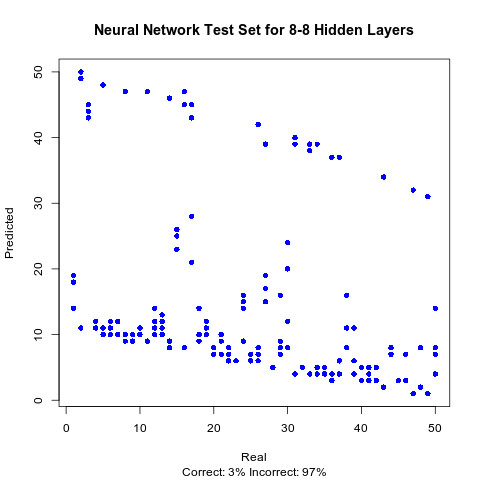 Neural Network Test Set for 8-8 Hidden Layers
Predicted
50
40
30
20
10
0
0 10 20 30 40 50
Real
Correct: 3% Incorrect: 97%